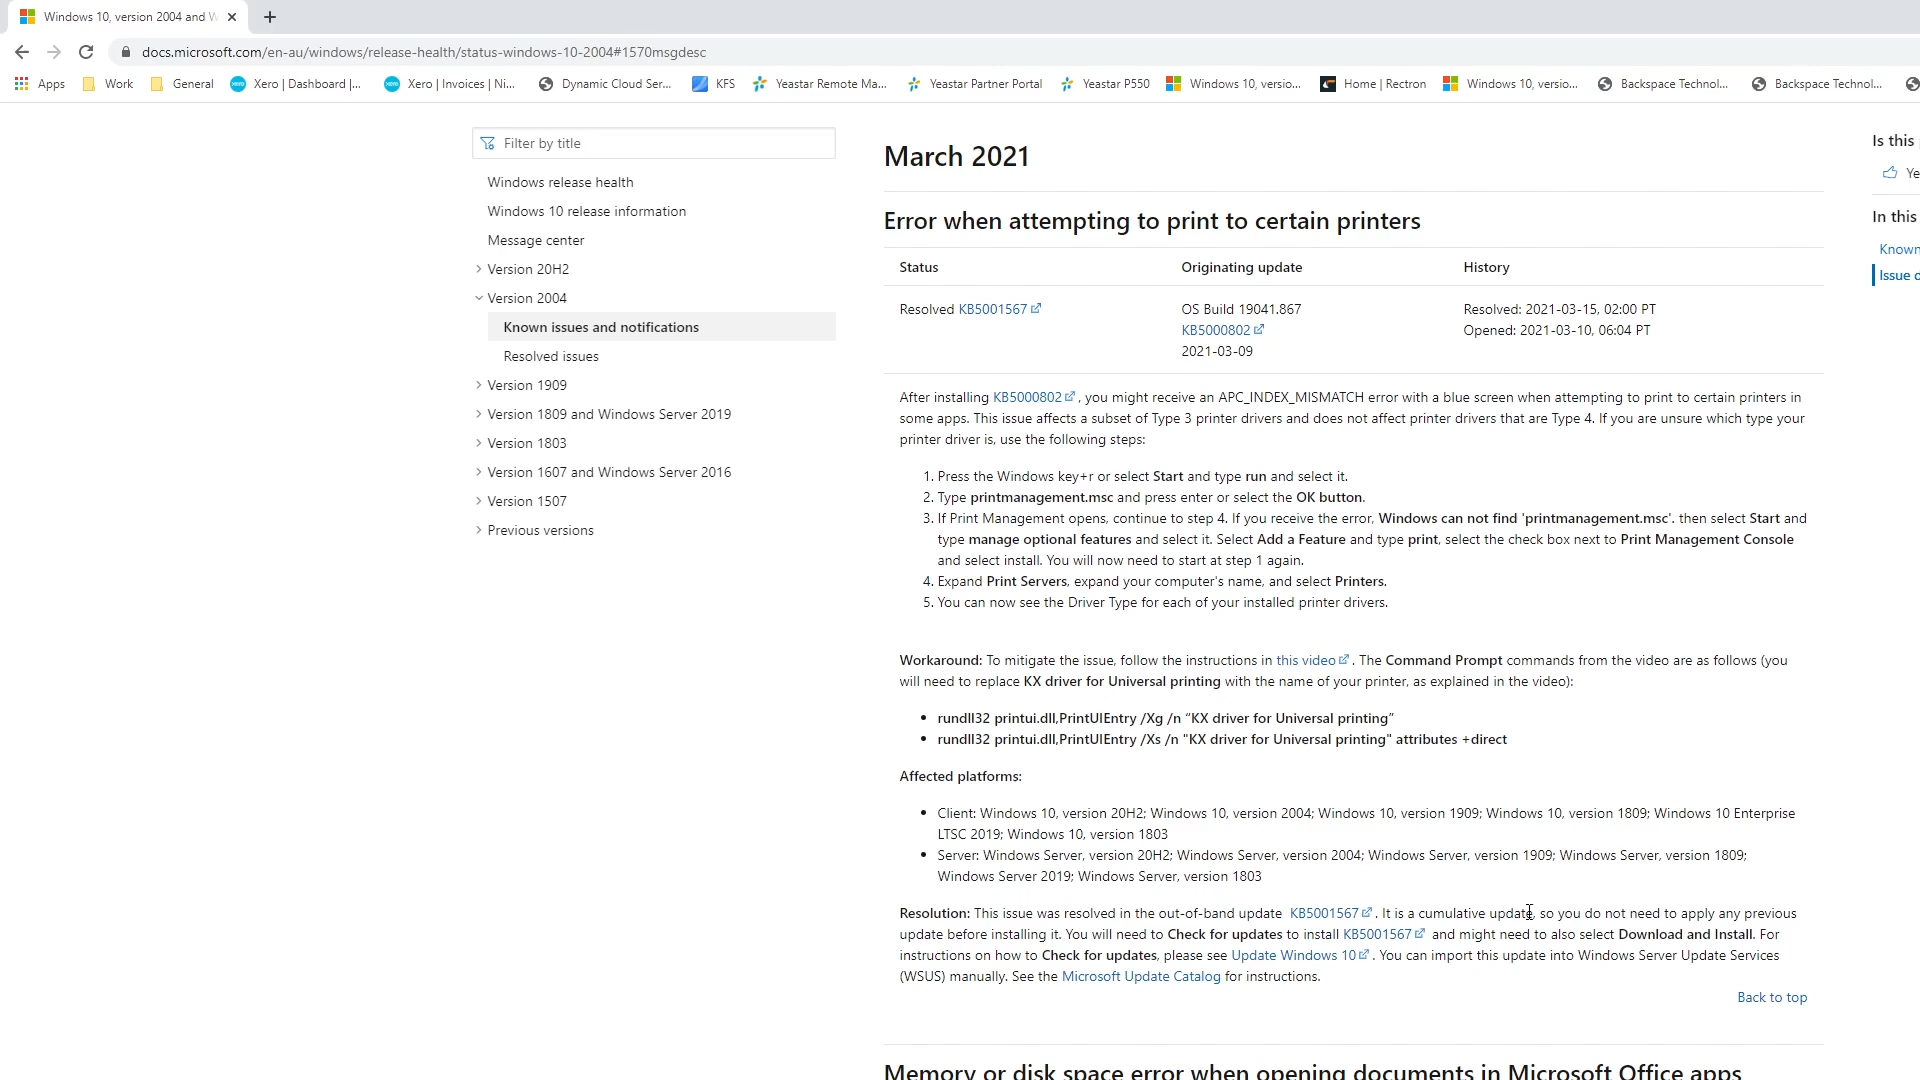 Windows 10, version 2004 and W
docs.microsoft.com/en-au/windows/release-health/status-windows-10-2004#1570msgdesc
Apps Work General Xero | Dashboard |... Xero | Invoices | Ni... Dynamic Cloud Ser... KFS Yeastar Remote Ma... Yeastar Partner Portal Yeastar P550 Windows 10, versio... Home | Rectron Windows 10, versio... Backspace Technol... Backspace Technol...
Filter by title
Windows release health
Windows 10 release information
Message center
Version 20H2
Version 2004
Known issues and notifications
Resolved issues
Version 1909
Version 1809 and Windows Server 2019
Version 1803
Version 1607 and Windows Server 2016
Version 1507
Previous versions
March 2021
Error when attempting to print to certain printers
Status Originating update History
Resolved KB5001567 OS Build 19041.867 Resolved: 2021-03-15, 02:00 PT
KB5000802 Opened: 2021-03-10, 06:04 PT
2021-03-09
After installing KB5000802 , you might receive an APC_INDEX_MISMATCH error with a blue screen when attempting to print to certain printers in
some apps. This issue affects a subset of Type 3 printer drivers and does not affect printer drivers that are Type 4. If you are unsure which type your
printer driver is, use the following steps:
1. Press the Windows key+r or select Start and type run and select it.
2. Type printmanagement.msc and press enter or select the OK button.
3. If Print Management opens, continue to step 4. If you receive the error, Windows can not find 'printmanagement.msc'. then select Start and
type manage optional features and select it. Select Add a Feature and type print, select the check box next to Print Management Console
and select install. You will now need to start at step 1 again.
4. Expand Print Servers, expand your computer's name, and select Printers.
5. You can now see the Driver Type for each of your installed printer drivers.
Workaround: To mitigate the issue, follow the instructions in this video . The Command Prompt commands from the video are as follows (you
will need to replace KX driver for Universal printing with the name of your printer, as explained in the video):
• rundll32 printui.dll,PrintUIEntry /Xg /n “KX driver for Universal printing”
• rundll32 printui.dll,PrintUIEntry /Xs /n "KX driver for Universal printing" attributes +direct
Affected platforms:
• Client: Windows 10, version 20H2; Windows 10, version 2004; Windows 10, version 1909; Windows 10, version 1809; Windows 10 Enterprise
LTSC 2019; Windows 10, version 1803
• Server: Windows Server, version 20H2; Windows Server, version 2004; Windows Server, version 1909; Windows Server, version 1809;
Windows Server 2019; Windows Server, version 1803
Resolution: This issue was resolved in the out-of-band update KB5001567 . It is a cumulative update, so you do not need to apply any previous
update before installing it. You will need to Check for updates to install KB5001567 and might need to also select Download and Install. For
instructions on how to Check for updates, please see Update Windows 10 . You can import this update into Windows Server Update Services
(WSUS) manually. See the Microsoft Update Catalog for instructions.
Back to top
Memory or disk space error when opening documents in Microsoft Office apps
Is this
Ye
In this
Known
Issue